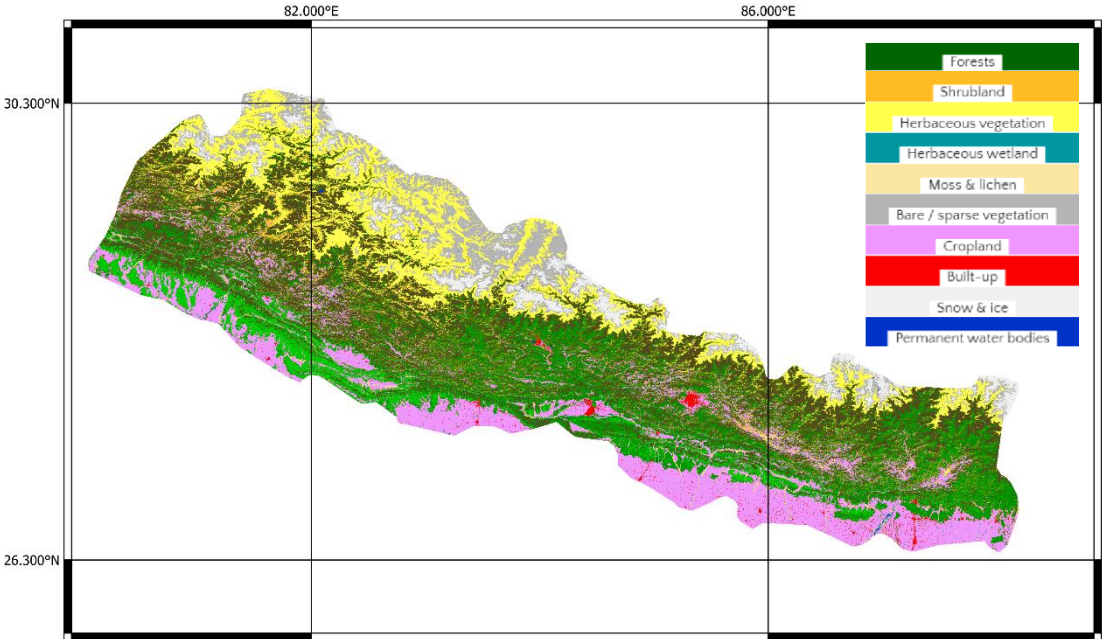 82.000°E
86.000°E
30.300°N
26.300°N
Forests
Shrubland
Herbaceous vegetation
Herbaceous wetland
Moss & lichen
Bare / sparse vegetation
Cropland
Built-up
Snow & ice
Permanent water bodies